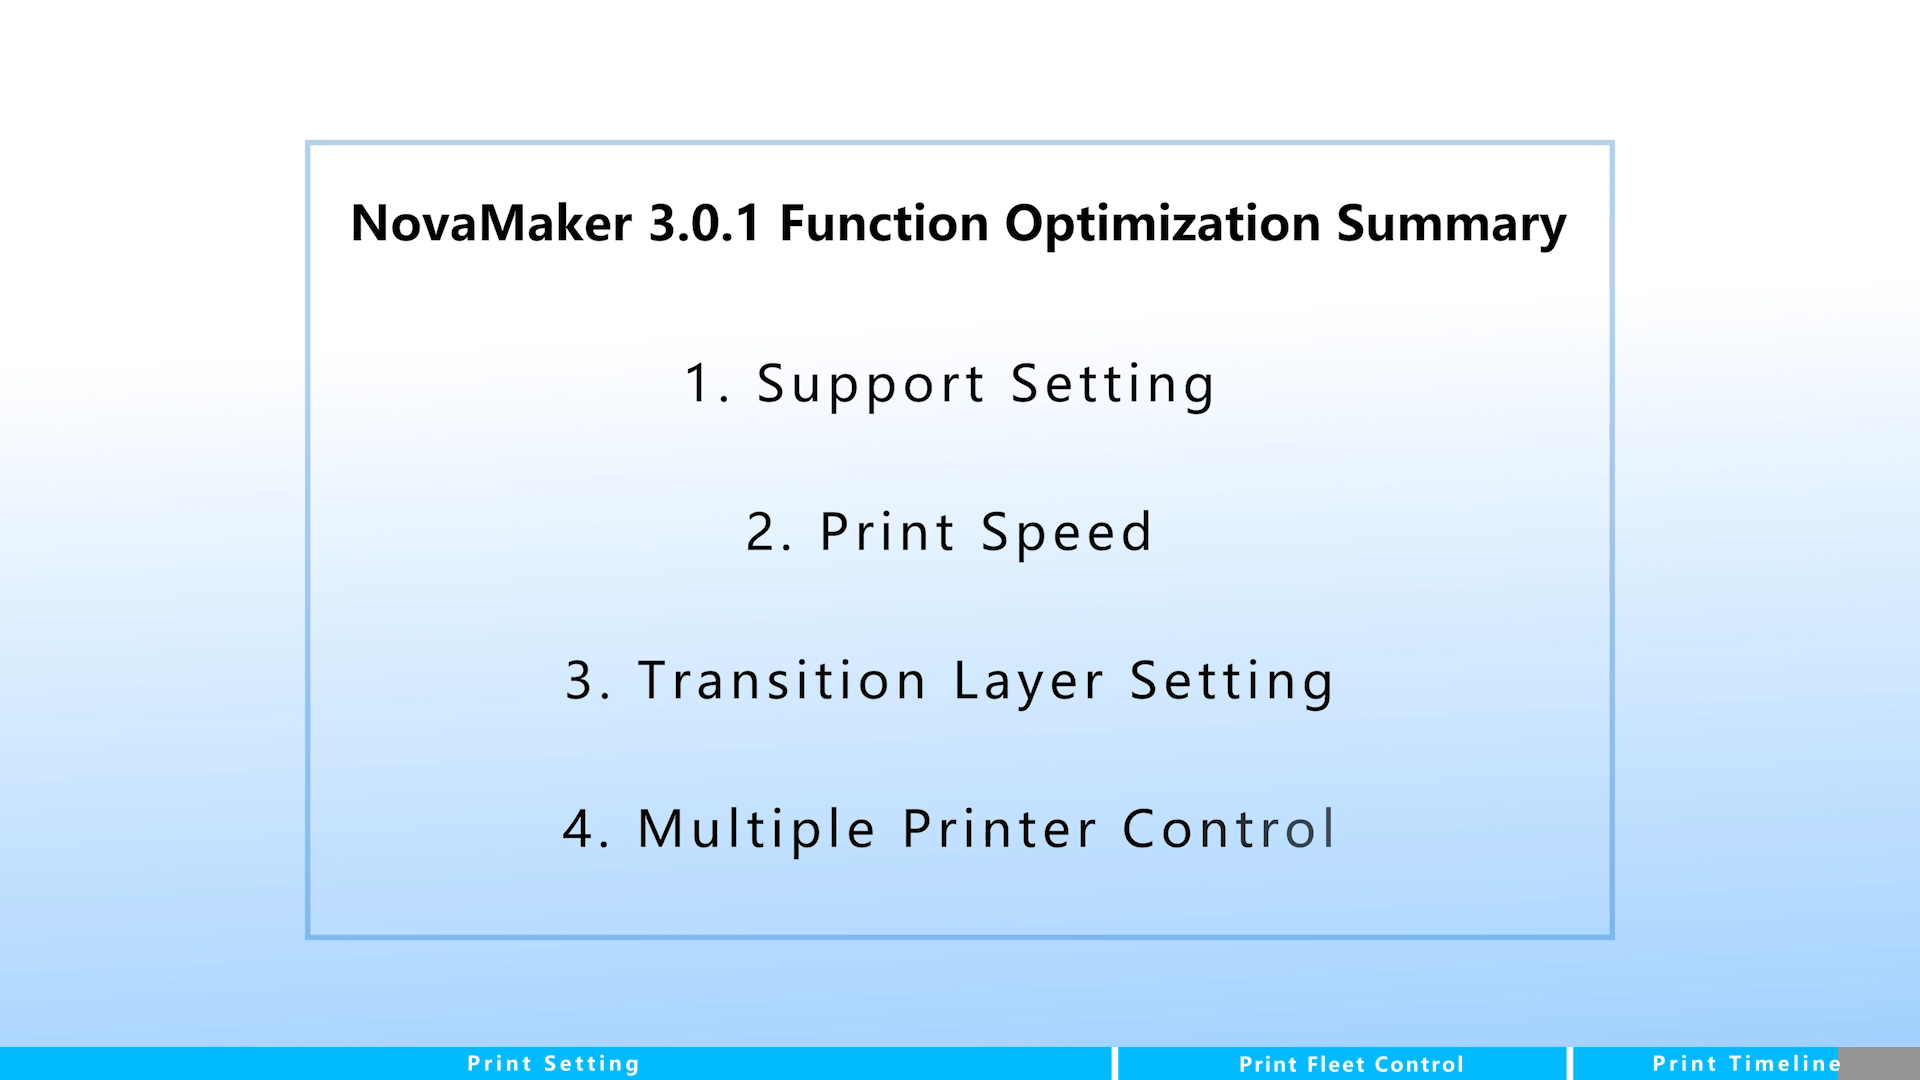 NovaMaker 3.0.1 Function Optimization Summary
1. Support Setting
2. Print Speed
3. Transition Layer Setting
4. Multiple Printer Control
Print Setting
Print Fleet Control
Print Timeline